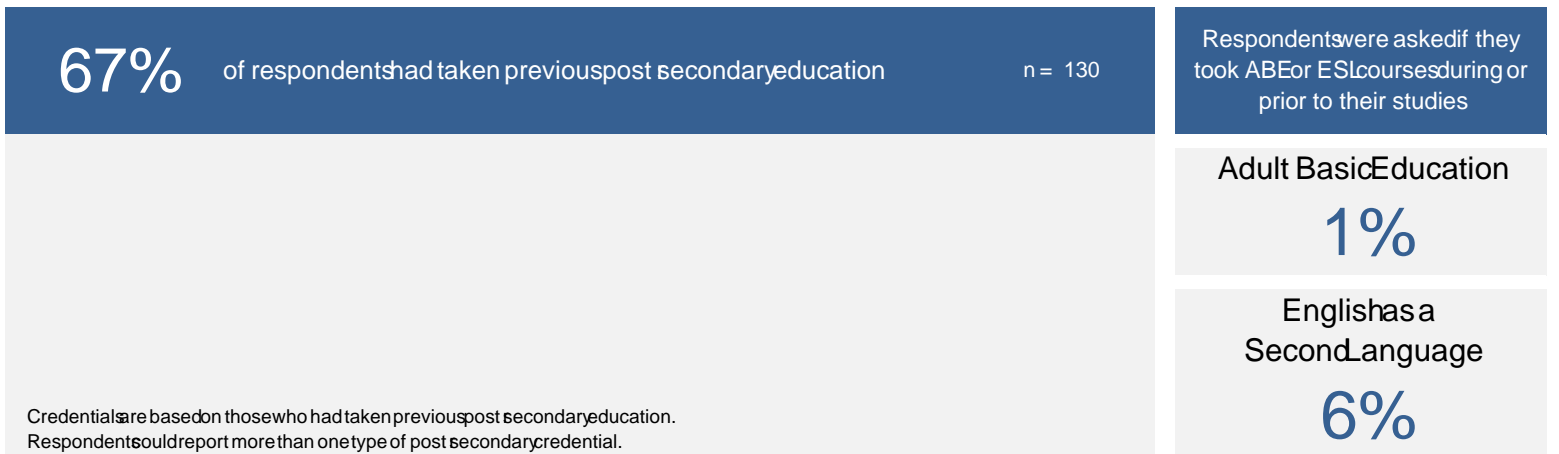 67% of respondents had taken previous post secondary education n = 130
Credentials are based on those who had taken previous post secondary education.
Respondents could report more than one type of post secondary credential.
Respondents were asked if they
took ABE or ESL courses during or
prior to their studies
Adult Basic Education
1%
English as a
Second Language
6%